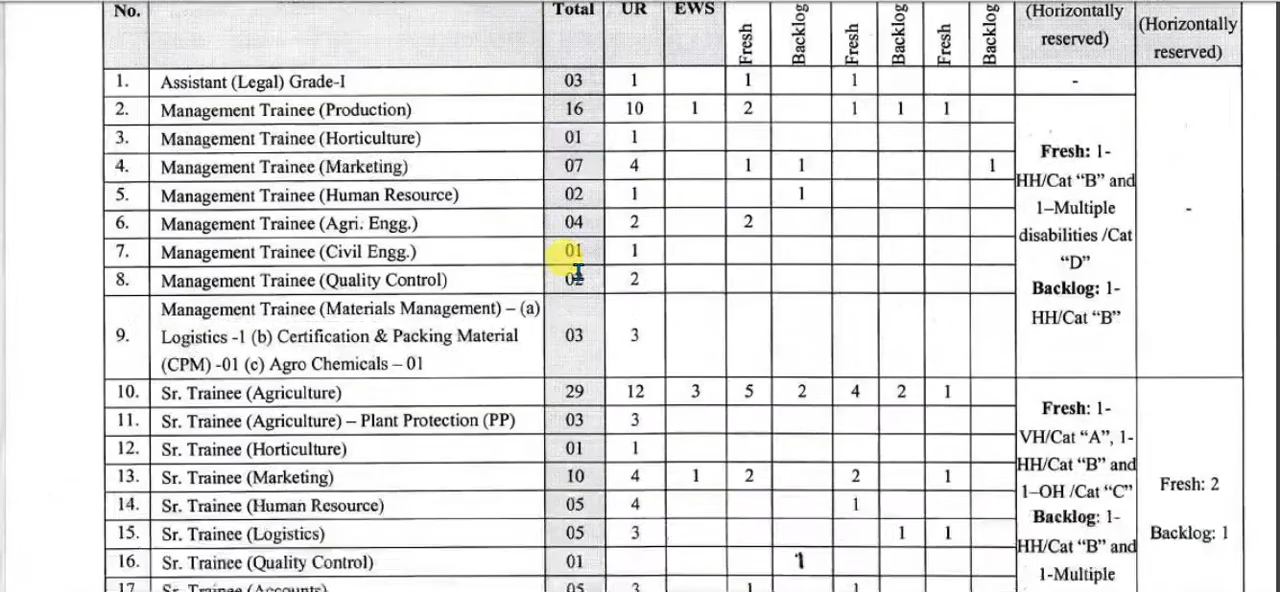 No. Total UR EWS Fresh Backlog Fresh Backlog Fresh Backlog (Horizontally reserved) (Horizontally reserved)
1. Assistant (Legal) Grade-I 03 1 1 1 -
2. Management Trainee (Production) 16 10 1 2 1 1 1
3. Management Trainee (Horticulture) 01 1
4. Management Trainee (Marketing) 07 4 1 1 1
5. Management Trainee (Human Resource) 02 1 1
6. Management Trainee (Agri. Engg.) 04 2 2
7. Management Trainee (Civil Engg.) 01 1
8. Management Trainee (Quality Control) 02 2
9. Management Trainee (Materials Management) – (a)
Logistics -1 (b) Certification & Packing Material
(CPM) -01 (c) Agro Chemicals – 01
03 3
Fresh: 1-
HH/Cat “B” and
1–Multiple
disabilities /Cat
“D”
Backlog: 1-
HH/Cat “B”
-
10. Sr. Trainee (Agriculture) 29 12 3 5 2 4 2 1
11. Sr. Trainee (Agriculture) – Plant Protection (PP) 03 3
12. Sr. Trainee (Horticulture) 01 1
13. Sr. Trainee (Marketing) 10 4 1 2 2 1
14. Sr. Trainee (Human Resource) 05 4 1
15. Sr. Trainee (Logistics) 05 3 1 1
16. Sr. Trainee (Quality Control) 01 1
17. Sr. Trainee (Accounts) 05 3 1 1
Fresh: 1-
VH/Cat “A”, 1-
HH/Cat “B” and
1–OH /Cat “C”
Backlog: 1-
HH/Cat “B” and
1-Multiple
Fresh: 2
Backlog: 1